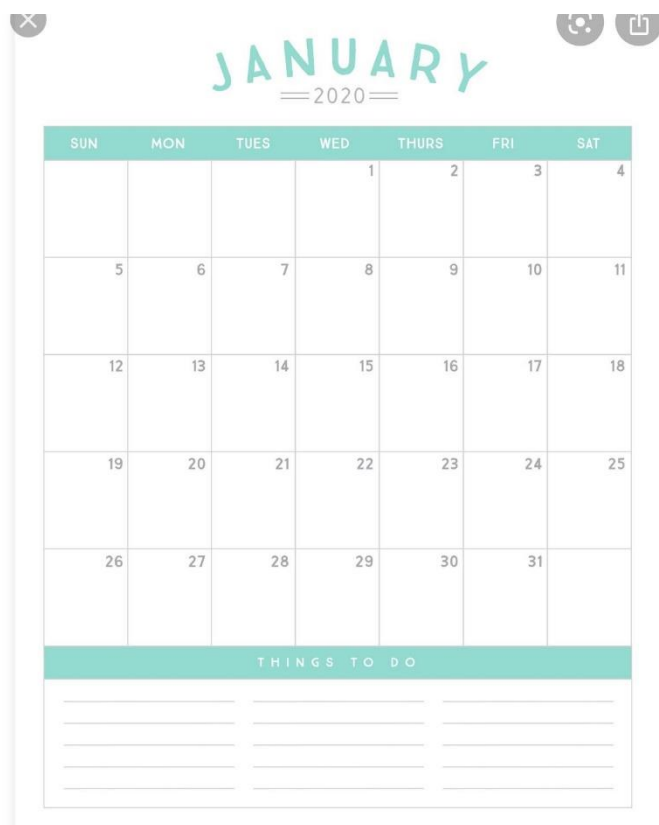 JANUARY
2020
SUN MON TUES WED THURS FRI SAT
1 2 3 4
5 6 7 8 9 10 11
12 13 14 15 16 17 18
19 20 21 22 23 24 25
26 27 28 29 30 31
THINGS TO DO